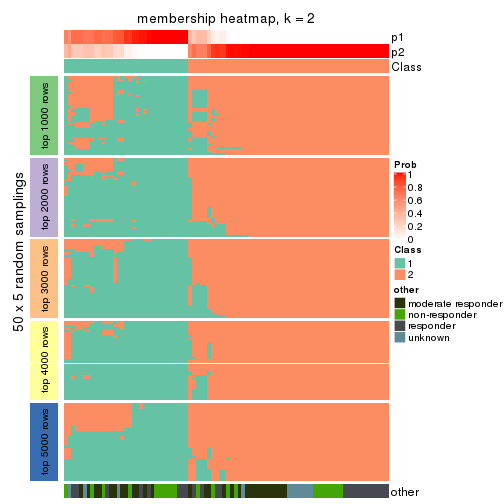 membership heatmap, k = 2
p1
p2
Class
50 x 5 random samplings
top 1000 rows
top 2000 rows
top 3000 rows
top 4000 rows
top 5000 rows
Prob
1
0.8
0.6
0.4
0.2
0
Class
1
2
other
moderate responder
non-responder
responder
unknown
other